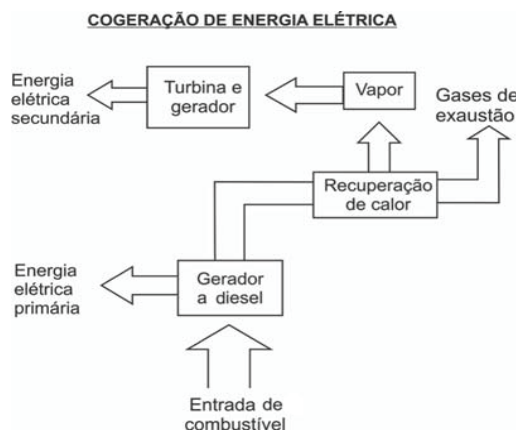 COGERAÇÃO DE ENERGIA ELÉTRICA
Energia
elétrica
secundária
Turbina e
gerador
Vapor
Gases de
exaustão
Recuperação
de calor
Energia
elétrica
primária
Gerador
a diesel
Entrada de
combustível